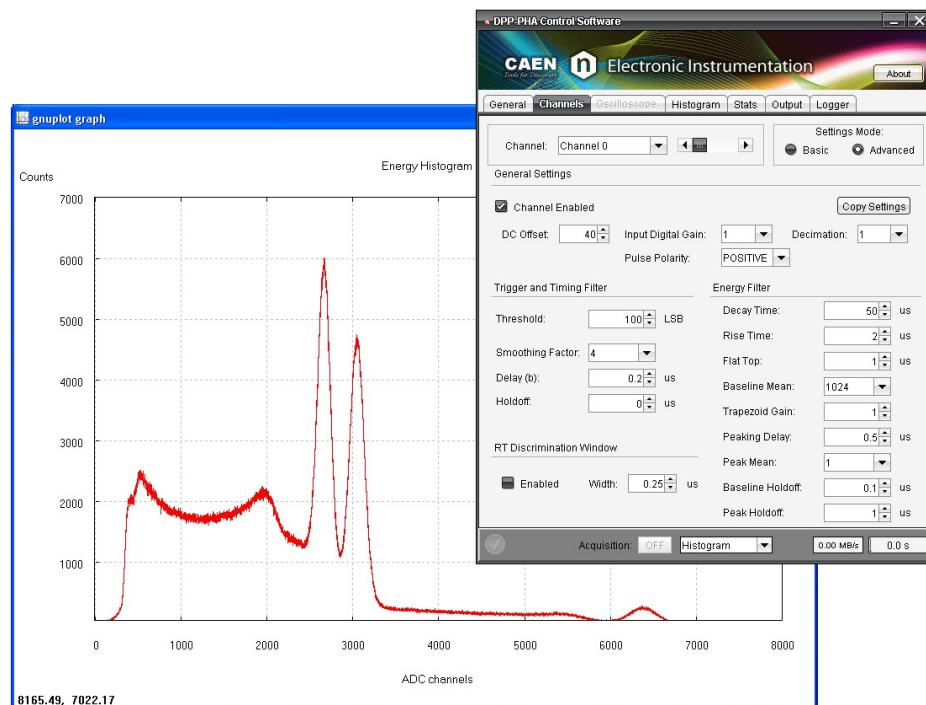 DPP-PHA Control Software
CAEN n Electronic Instrumentation
Tools for Discovery
About
General Channels Oscilloscope Histogram Stats Output Logger
Channel: Channel 0
Settings Mode:
Basic Advanced
General Settings
Channel Enabled
Copy Settings
DC Offset: 40 Input Digital Gain: 1 Decimation: 1
Pulse Polarity: POSITIVE
Trigger and Timing Filter
Threshold: 100 LSB
Smoothing Factor: 4
Delay (b): 0.2 us
Holdoff: 0 us
RT Discrimination Window
Enabled Width: 0.25 us
Energy Filter
Decay Time: 50 us
Rise Time: 2 us
Flat Top: 1 us
Baseline Mean: 1024
Trapezoid Gain: 1
Peaking Delay: 0.5 us
Peak Mean: 1
Baseline Holdoff: 0.1 us
Peak Holdoff: 1 us
Acquisition: OFF Histogram 0.00 MB/s 0.0 s
gnuplot graph
Energy Histogram
Counts
7000
6000
5000
4000
3000
2000
1000
0 1000 2000 3000 4000 5000 6000 7000 8000
ADC channels
8165.49, 7022.17